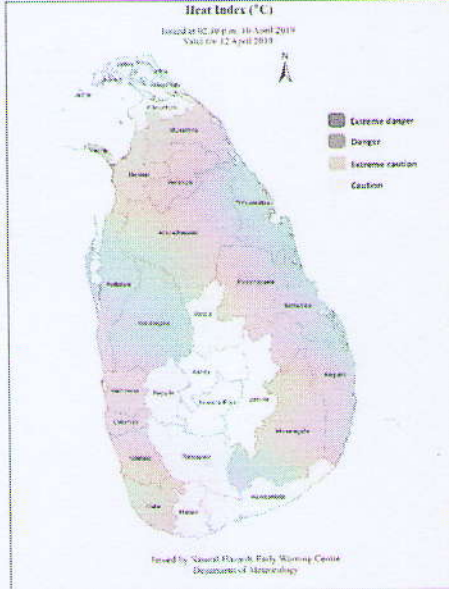 Heat Index (°C)
Issued at 02.30 p.m. 10 April 2019
Valid for 12 April 2019
N
Extreme danger
Danger
Extreme caution
Caution
Jaffna
Kilinochchi
Mullaitivu
Mannar
Vavuniya
Trincomalee
Anuradhapura
Puttalam
Polonnaruwa
Batticaloa
Kurunegala
Matale
Kandy
Ampara
Gampaha
Kegalle
Nuwara Eliya
Badulla
Colombo
Monaragala
Kalutara
Ratnapura
Galle
Matara
Hambantota
Issued by Natural Hazards Early Warning Centre
Department of Meteorology